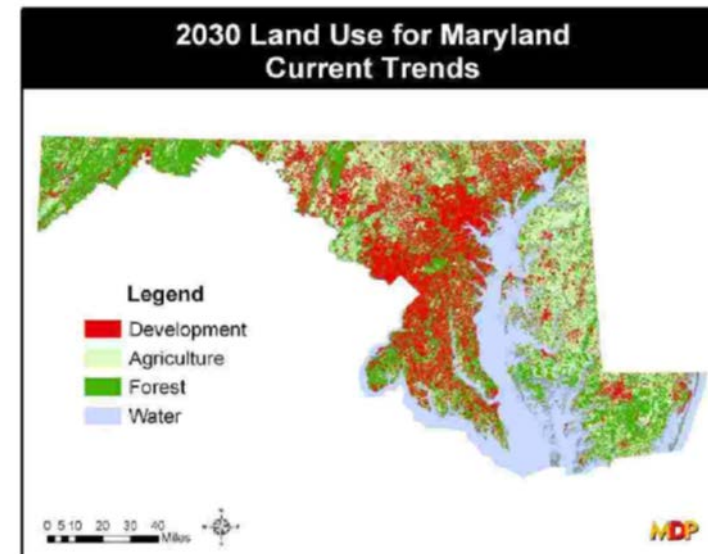 2030 Land Use for Maryland
Current Trends
Legend
Development
Agriculture
Forest
Water
0 5 10 20 30 40
Miles
MDP